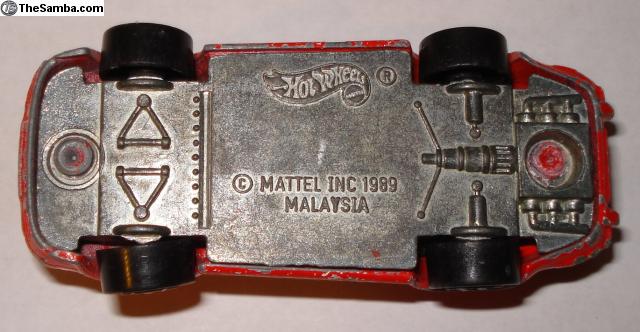 TheSamba.com
Hot Wheels ®
© MATTEL INC 1989
MALAYSIA